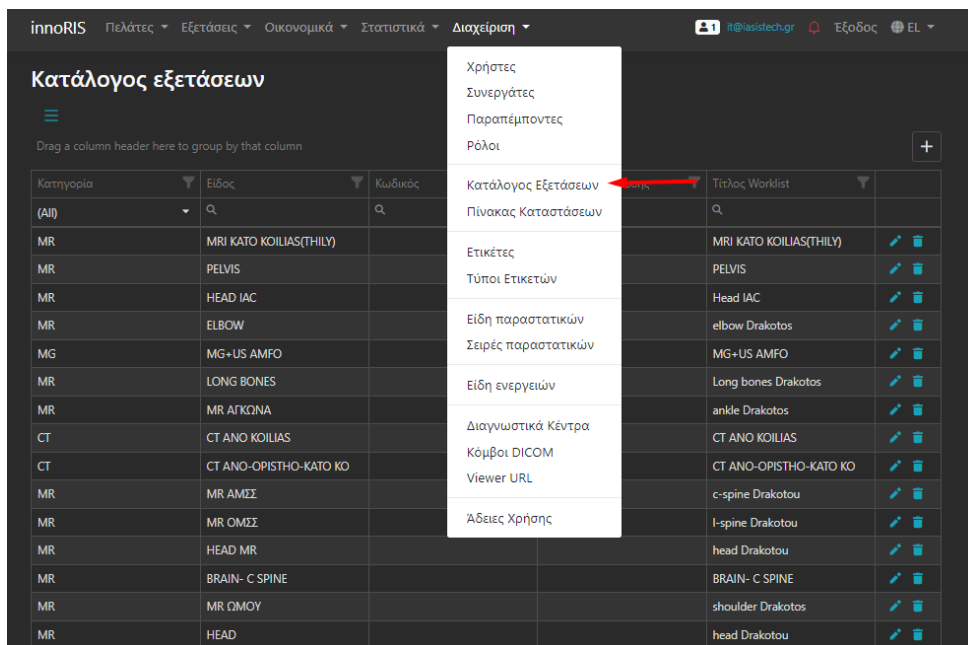 innoRIS Πελάτες Εξετάσεις Οικονομικά Στατιστικά Διαχείριση 1 it@iasistech.gr Έξοδος EL
Κατάλογος εξετάσεων
Drag a column header here to group by that column
Χρήστες
Συνεργάτες
Παραπέμποντες
Ρόλοι
Κατάλογος Εξετάσεων
Πίνακας Καταστάσεων
Ετικέτες
Τύποι Ετικετών
Είδη παραστατικών
Σειρές παραστατικών
Είδη ενεργειών
Διαγνωστικά Κέντρα
Κόμβοι DICOM
Viewer URL
Άδειες Χρήσης
Κατηγορία Είδος Κωδικός Τίτλος Worklist
(All)
MR MRI KATO KOILIAS(THILY) MRI KATO KOILIAS(THILY)
MR PELVIS PELVIS
MR HEAD IAC Head IAC
MR ELBOW elbow Drakotos
MG MG+US AMFO MG+US AMFO
MR LONG BONES Long bones Drakotos
MR MR ΑΓΚΩΝΑ ankle Drakotos
CT CT ANO KOILIAS CT ANO KOILIAS
CT CT ANO-OPISTHO-KATO KO CT ANO-OPISTHO-KATO KO
MR MR ΑΜΣΣ c-spine Drakotou
MR MR ΟΜΣΣ l-spine Drakotou
MR HEAD MR head Drakotou
MR BRAIN- C SPINE BRAIN- C SPINE
MR MR ΩΜΟΥ shoulder Drakotos
MR HEAD head Drakotou